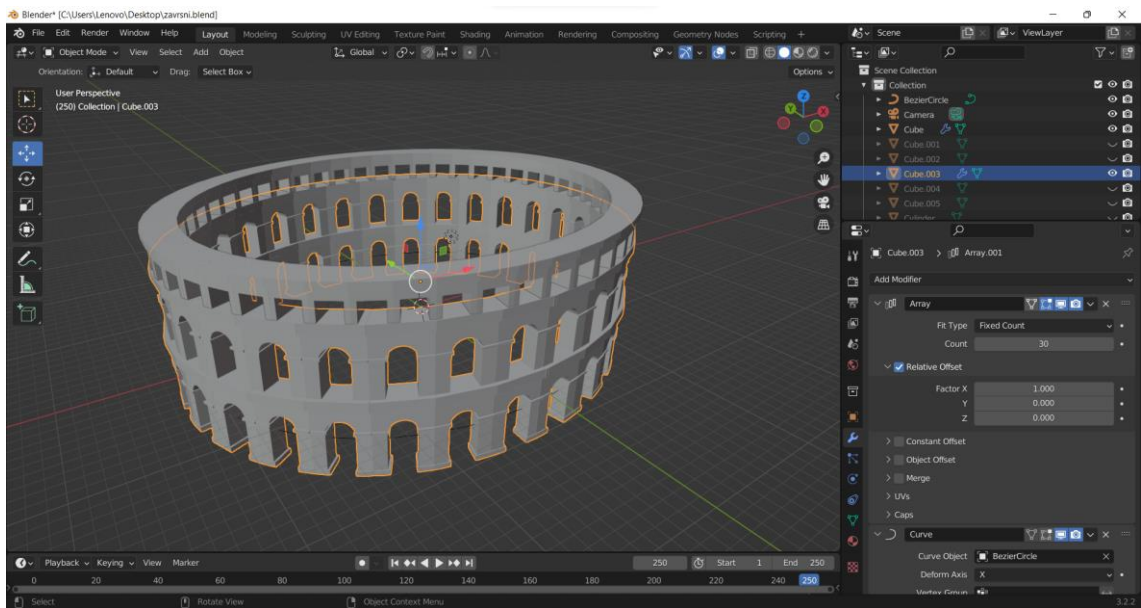 Blender* [C:\Users\Lenovo\Desktop\zavrsni.blend]
File Edit Render Window Help Layout Modeling Sculpting UV Editing Texture Paint Shading Animation Rendering Compositing Geometry Nodes Scripting + Scene ViewLayer
Object Mode View Select Add Object Global
Orientation: Default Drag: Select Box Options
User Perspective
(250) Collection | Cube.003
Z
Y
X
Scene Collection
Collection
BezierCircle
Camera
Cube
Cube.001
Cube.002
Cube.003
Cube.004
Cube.005
Cylinder
Cube.003 > Array.001
Add Modifier
Array
Fit Type Fixed Count
Count 30
Relative Offset
Factor X 1.000
Y 0.000
Z 0.000
Constant Offset
Object Offset
Merge
UVs
Caps
Curve
Curve Object BezierCircle
Deform Axis X
Vertex Group
Playback Keying View Marker 250 Start 1 End 250
0 20 40 60 80 100 120 140 160 180 200 220 240 250
Select Rotate View Object Context Menu 3.2.2